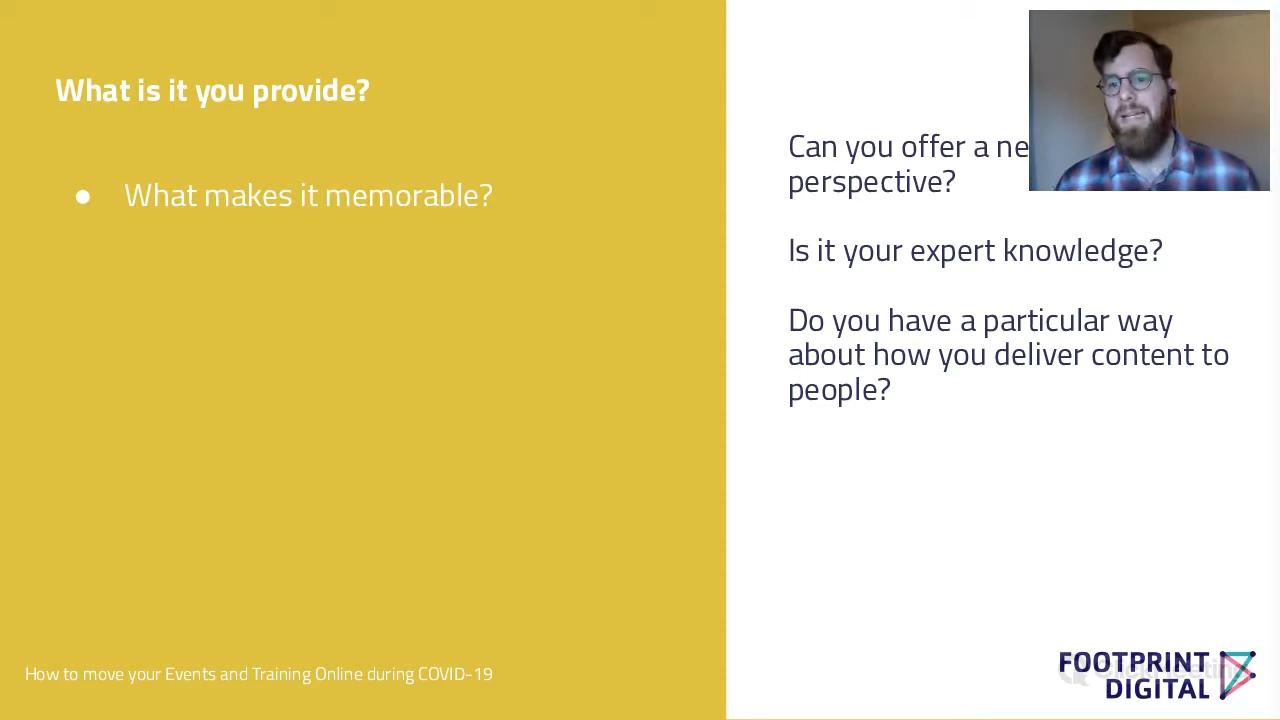 What is it you provide?
● What makes it memorable?
Can you offer a ne
perspective?
Is it your expert knowledge?
Do you have a particular way
about how you deliver content to
people?
How to move your Events and Training Online during COVID-19
FOOTPRINT
DIGITAL
ClickMeeting